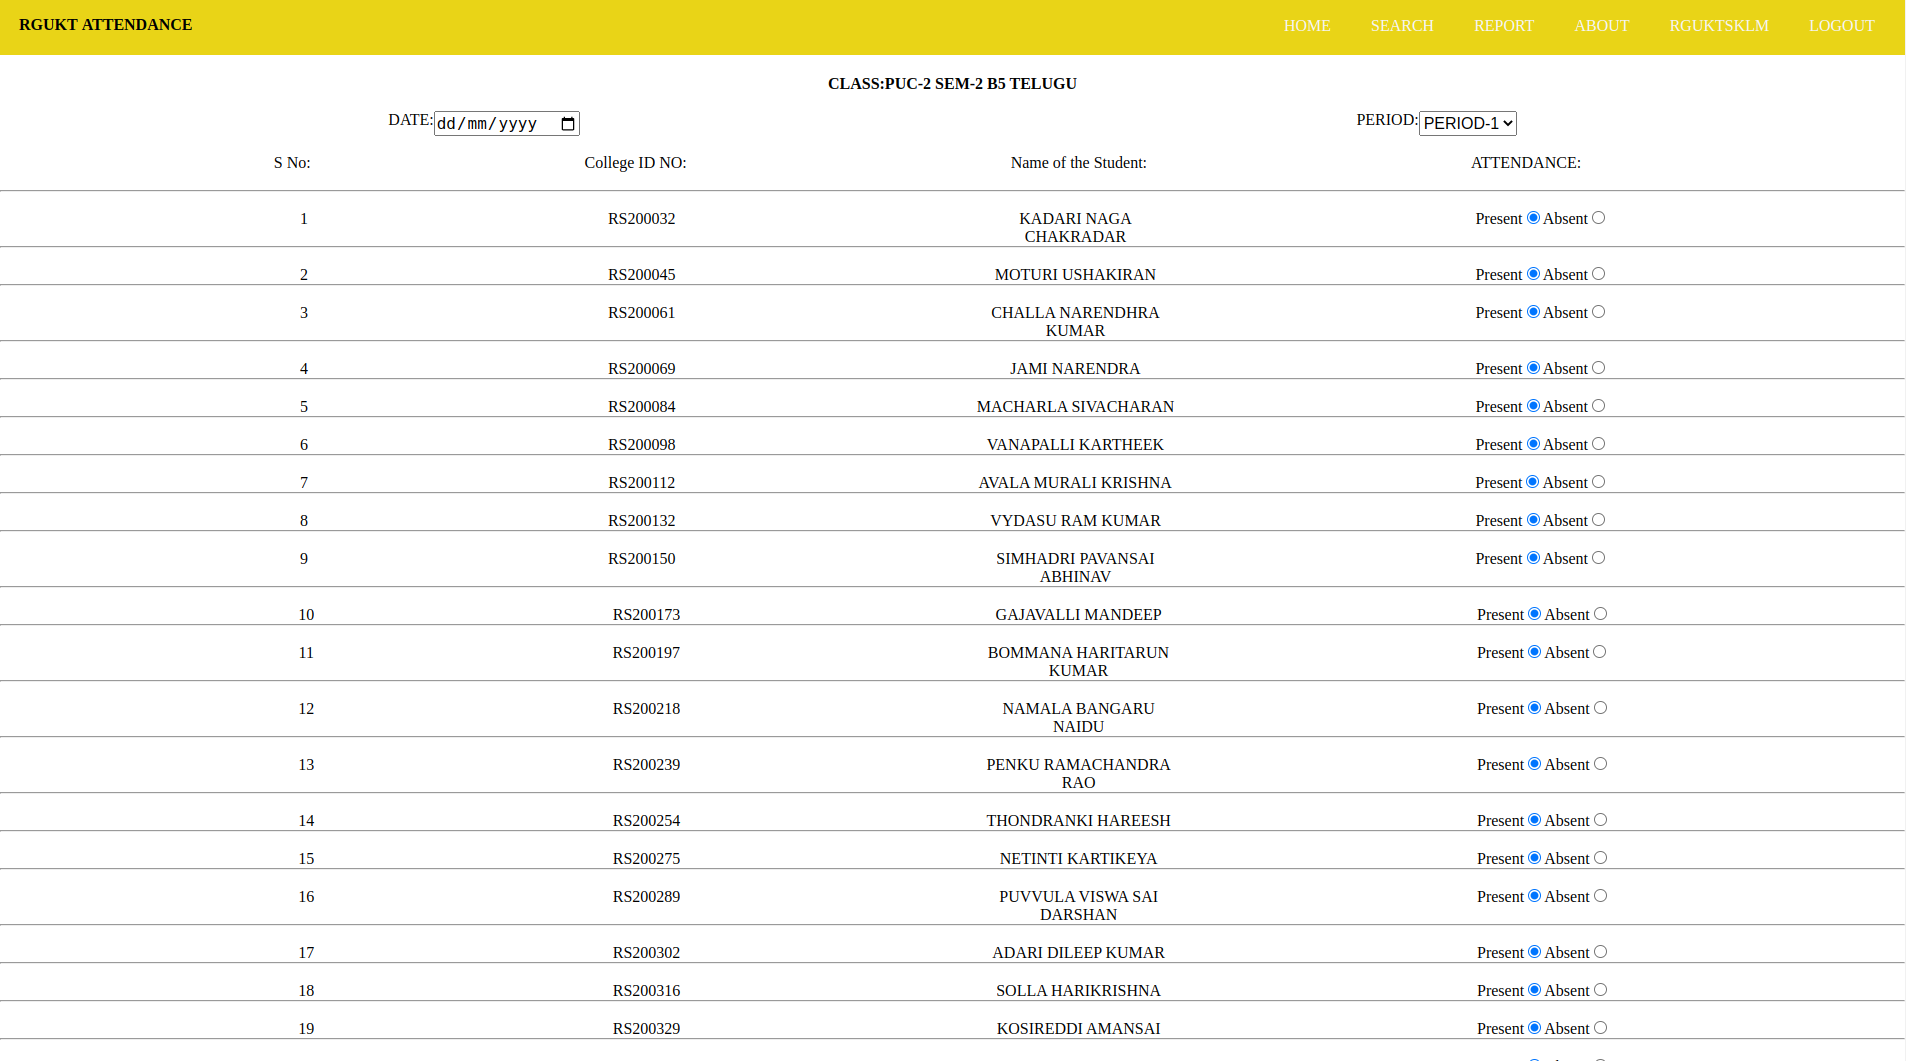 RGUKT ATTENDANCE HOME SEARCH REPORT ABOUT RGUKTSKLM LOGOUT
CLASS:PUC-2 SEM-2 B5 TELUGU
DATE: dd/mm/yyyy PERIOD: PERIOD-1
S No: College ID NO: Name of the Student: ATTENDANCE:
1 RS200032 KADARI NAGA Present Absent
CHAKRADAR
2 RS200045 MOTURI USHAKIRAN Present Absent
3 RS200061 CHALLA NARENDHRA Present Absent
KUMAR
4 RS200069 JAMI NARENDRA Present Absent
5 RS200084 MACHARLA SIVACHARAN Present Absent
6 RS200098 VANAPALLI KARTHEEK Present Absent
7 RS200112 AVALA MURALI KRISHNA Present Absent
8 RS200132 VYDASU RAM KUMAR Present Absent
9 RS200150 SIMHADRI PAVANSAI Present Absent
ABHINAV
10 RS200173 GAJAVALLI MANDEEP Present Absent
11 RS200197 BOMMANA HARITARUN Present Absent
KUMAR
12 RS200218 NAMALA BANGARU Present Absent
NAIDU
13 RS200239 PENKU RAMACHANDRA Present Absent
RAO
14 RS200254 THONDRANKI HAREESH Present Absent
15 RS200275 NETINTI KARTIKEYA Present Absent
16 RS200289 PUVVULA VISWA SAI Present Absent
DARSHAN
17 RS200302 ADARI DILEEP KUMAR Present Absent
18 RS200316 SOLLA HARIKRISHNA Present Absent
19 RS200329 KOSIREDDI AMANSAI Present Absent